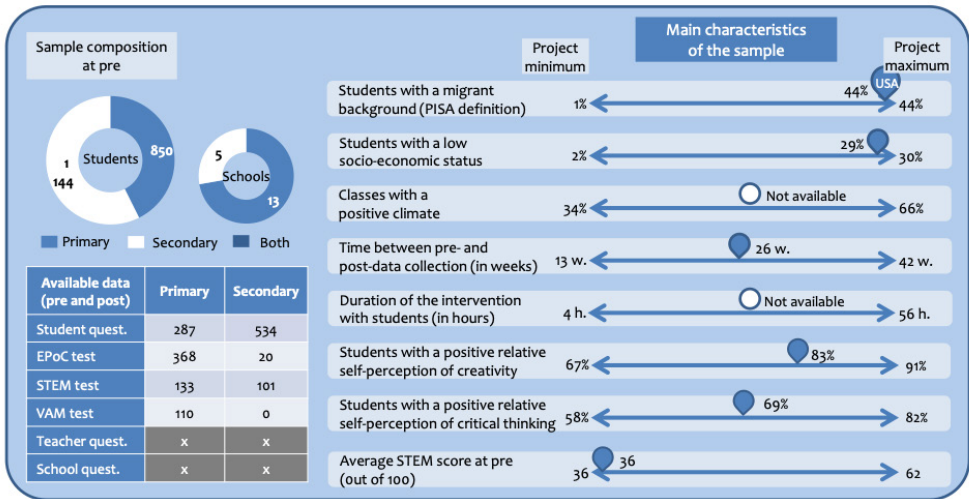 Sample composition
at pre
850
Students
1
144
5
Schools
13
Primary
Secondary
Both
Available data
(pre and post)
Primary
Secondary
Student quest.
287
534
EPoC test
368
20
STEM test
133
101
VAM test
110
0
Teacher quest.
x
x
School quest.
x
x
Main characteristics
of the sample
Project
minimum
Project
maximum
Students with a migrant
background (PISA definition)
1%
44%
USA
44%
Students with a low
socio-economic status
2%
29%
30%
Classes with a
positive climate
34%
Not available
66%
Time between pre- and
post-data collection (in weeks)
13 w.
26 w.
42 w.
Duration of the intervention
with students (in hours)
4 h.
Not available
56 h.
Students with a positive relative
self-perception of creativity
67%
83%
91%
Students with a positive relative
self-perception of critical thinking
58%
69%
82%
Average STEM score at pre
(out of 100)
36
36
62